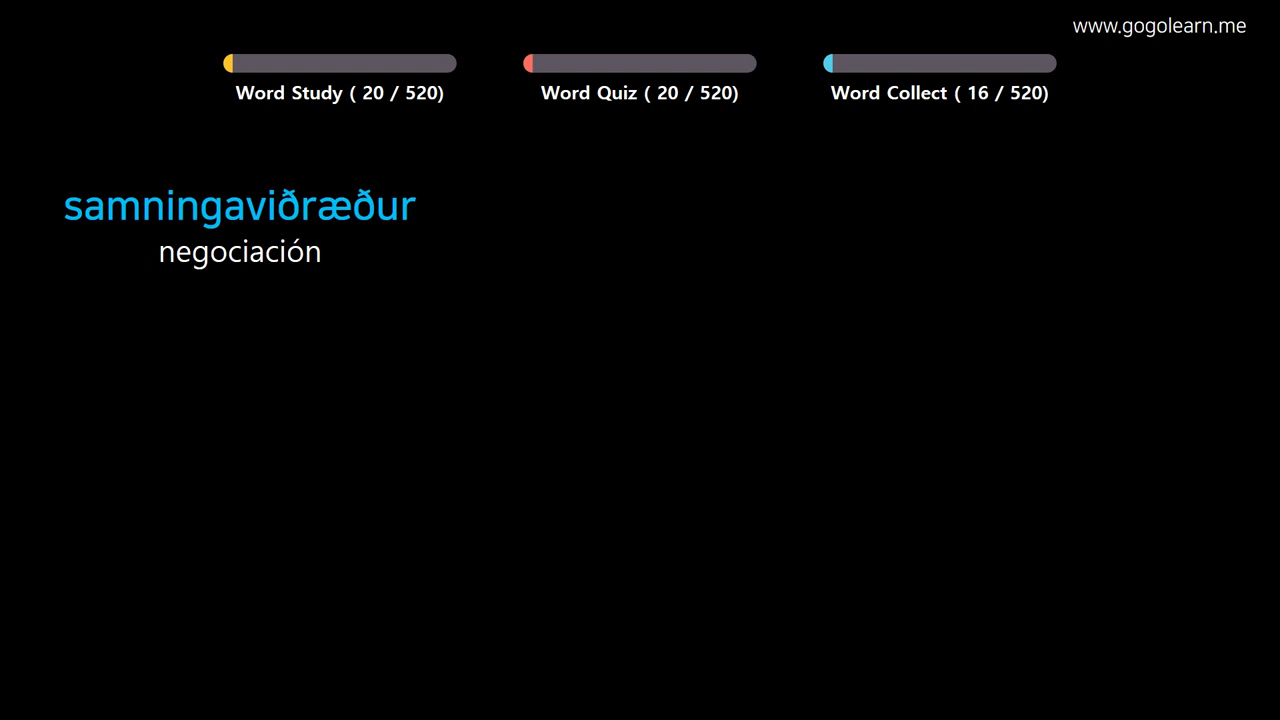 www.gogolearn.me
Word Study ( 20 / 520)
Word Quiz ( 20 / 520)
Word Collect ( 16 / 520)
samningaviðræður
negociación